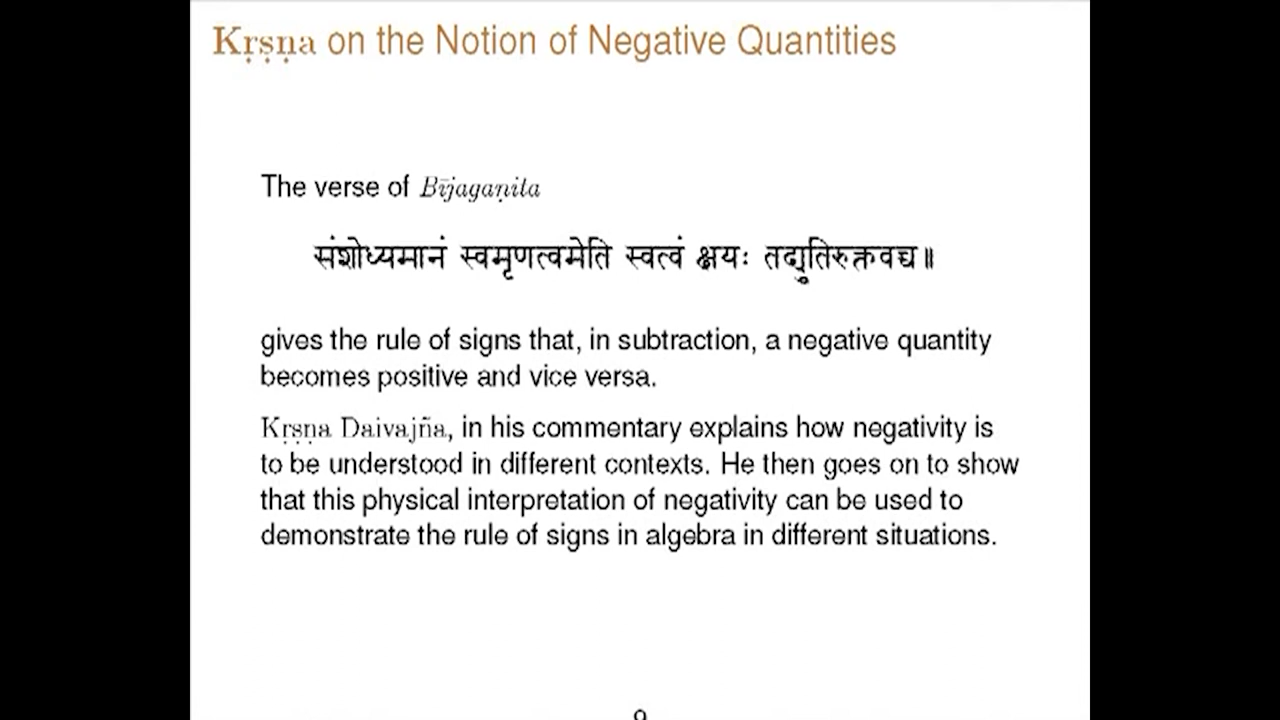 Kṛṣṇa on the Notion of Negative Quantities
The verse of Bījagaṇita
संशोध्यमानं स्वमृणत्वमेति स्वत्वं क्षयः तद्युतिरुक्तवच्च॥
gives the rule of signs that, in subtraction, a negative quantity
becomes positive and vice versa.
Kṛṣṇa Daivajña, in his commentary explains how negativity is
to be understood in different contexts. He then goes on to show
that this physical interpretation of negativity can be used to
demonstrate the rule of signs in algebra in different situations.